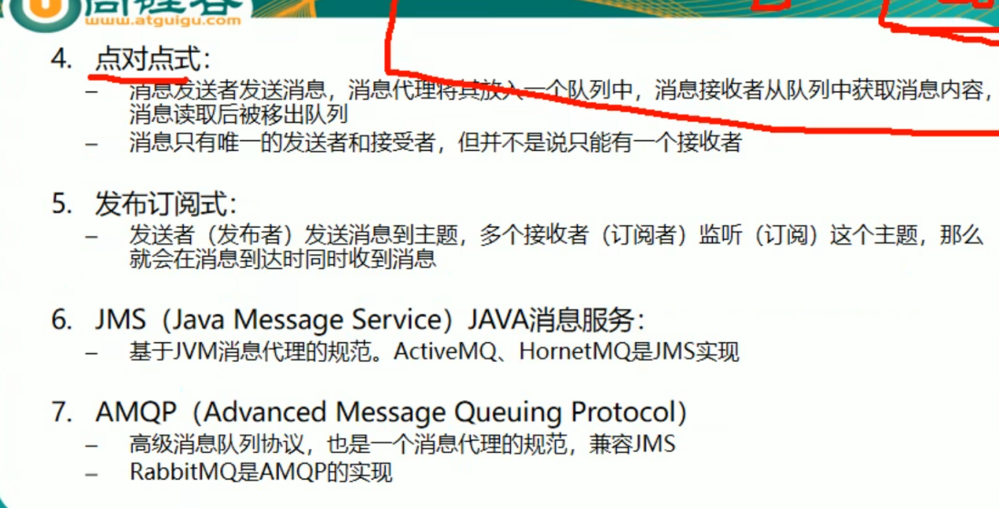 尚硅谷
www.atguigu.com
4. 点对点式：
– 消息发送者发送消息，消息代理将其放入一个队列中，消息接收者从队列中获取消息内容，
消息读取后被移出队列
– 消息只有唯一的发送者和接受者，但并不是说只能有一个接收者
5. 发布订阅式：
– 发送者（发布者）发送消息到主题，多个接收者（订阅者）监听（订阅）这个主题，那么
就会在消息到达时同时收到消息
6. JMS（Java Message Service）JAVA消息服务：
– 基于JVM消息代理的规范。ActiveMQ、HornetMQ是JMS实现
7. AMQP（Advanced Message Queuing Protocol）
– 高级消息队列协议，也是一个消息代理的规范，兼容JMS
– RabbitMQ是AMQP的实现